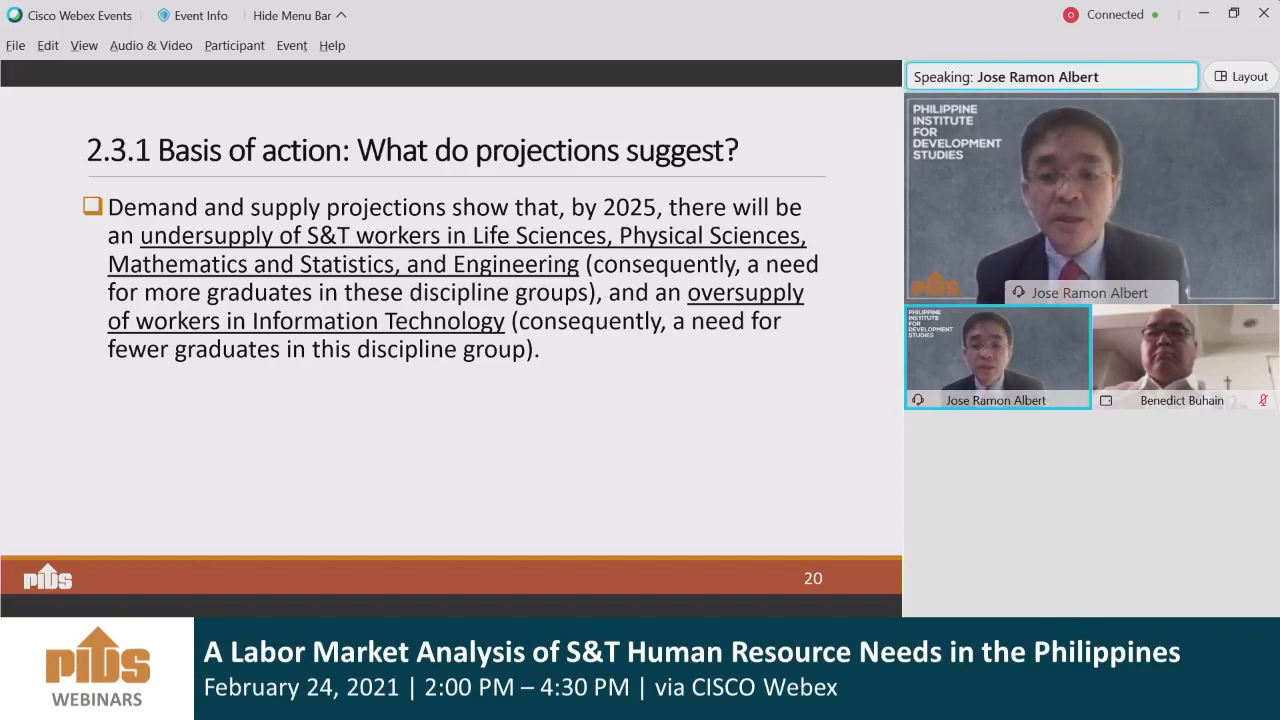 Cisco Webex Events
Event Info
Hide Menu Bar
Connected
File Edit View Audio & Video Participant Event Help
Speaking: Jose Ramon Albert
Layout
2.3.1 Basis of action: What do projections suggest?
Demand and supply projections show that, by 2025, there will be
an undersupply of S&T workers in Life Sciences, Physical Sciences,
Mathematics and Statistics, and Engineering (consequently, a need
for more graduates in these discipline groups), and an oversupply
of workers in Information Technology (consequently, a need for
fewer graduates in this discipline group).
PIDS
20
PHILIPPINE
INSTITUTE
FOR
DEVELOPMENT
STUDIES
PIDS
Jose Ramon Albert
PHILIPPINE
INSTITUTE
FOR
DEVELOPMENT
STUDIES
Jose Ramon Albert
Benedict Buhain
PIDS
WEBINARS
A Labor Market Analysis of S&T Human Resource Needs in the Philippines
February 24, 2021 | 2:00 PM – 4:30 PM | via CISCO Webex